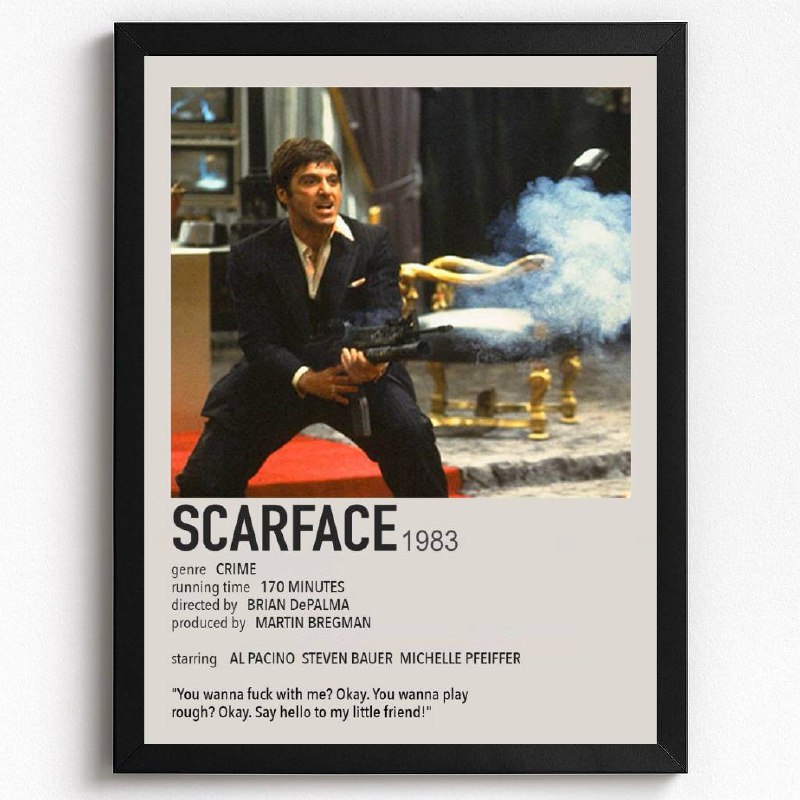 SCARFACE 1983
genre CRIME
running time 170 MINUTES
directed by BRIAN DePALMA
produced by MARTIN BREGMAN
starring AL PACINO STEVEN BAUER MICHELLE PFEIFFER
"You wanna fuck with me? Okay. You wanna play
rough? Okay. Say hello to my little friend!"